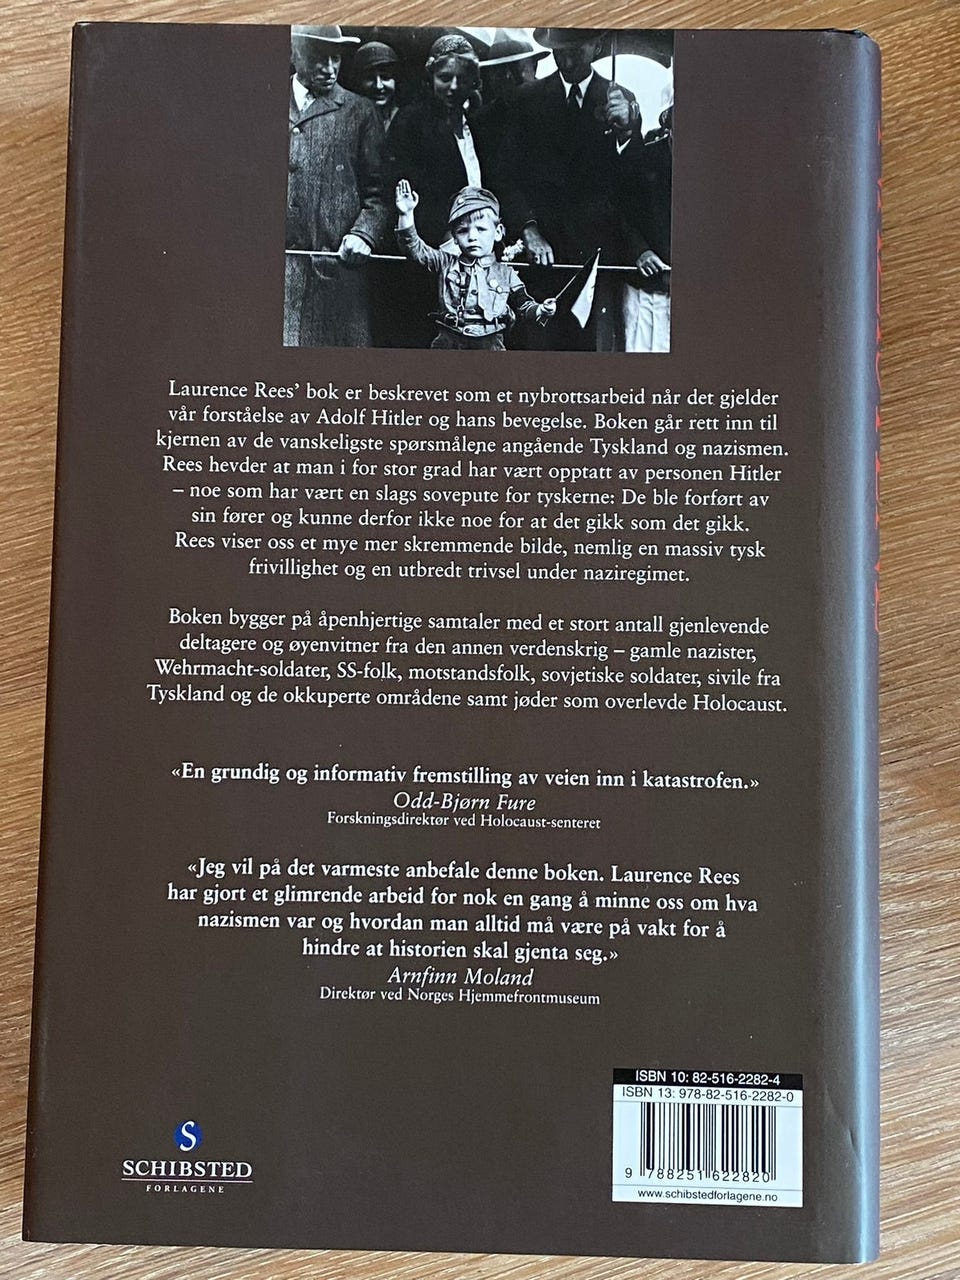 Laurence Rees’ bok er beskrevet som et nybrottsarbeid når det gjelder
vår forståelse av Adolf Hitler og hans bevegelse. Boken går rett inn til
kjernen av de vanskeligste spørsmålene angående Tyskland og nazismen.
Rees hevder at man i for stor grad har vært opptatt av personen Hitler
– noe som har vært en slags sovepute for tyskerne: De ble forført av
sin fører og kunne derfor ikke noe for at det gikk som det gikk.
Rees viser oss et mye mer skremmende bilde, nemlig en massiv tysk
frivillighet og en utbredt trivsel under naziregimet.
Boken bygger på åpenhjertige samtaler med et stort antall gjenlevende
deltagere og øyenvitner fra den annen verdenskrig – gamle nazister,
Wehrmacht-soldater, SS-folk, motstandsfolk, sovjetiske soldater, sivile fra
Tyskland og de okkuperte områdene samt jøder som overlevde Holocaust.
«En grundig og informativ fremstilling av veien inn i katastrofen.»
Odd-Bjørn Fure
Forskningsdirektør ved Holocaust-senteret
«Jeg vil på det varmeste anbefale denne boken. Laurence Rees
har gjort et glimrende arbeid for nok en gang å minne oss om hva
nazismen var og hvordan man alltid må være på vakt for å
hindre at historien skal gjenta seg.»
Arnfinn Moland
Direktør ved Norges Hjemmefrontmuseum
ISBN 10: 82-516-2282-4
ISBN 13: 978-82-516-2282-0
9 788251 622820
www.schibstedforlagene.no
S
SCHIBSTED
FORLAGENE